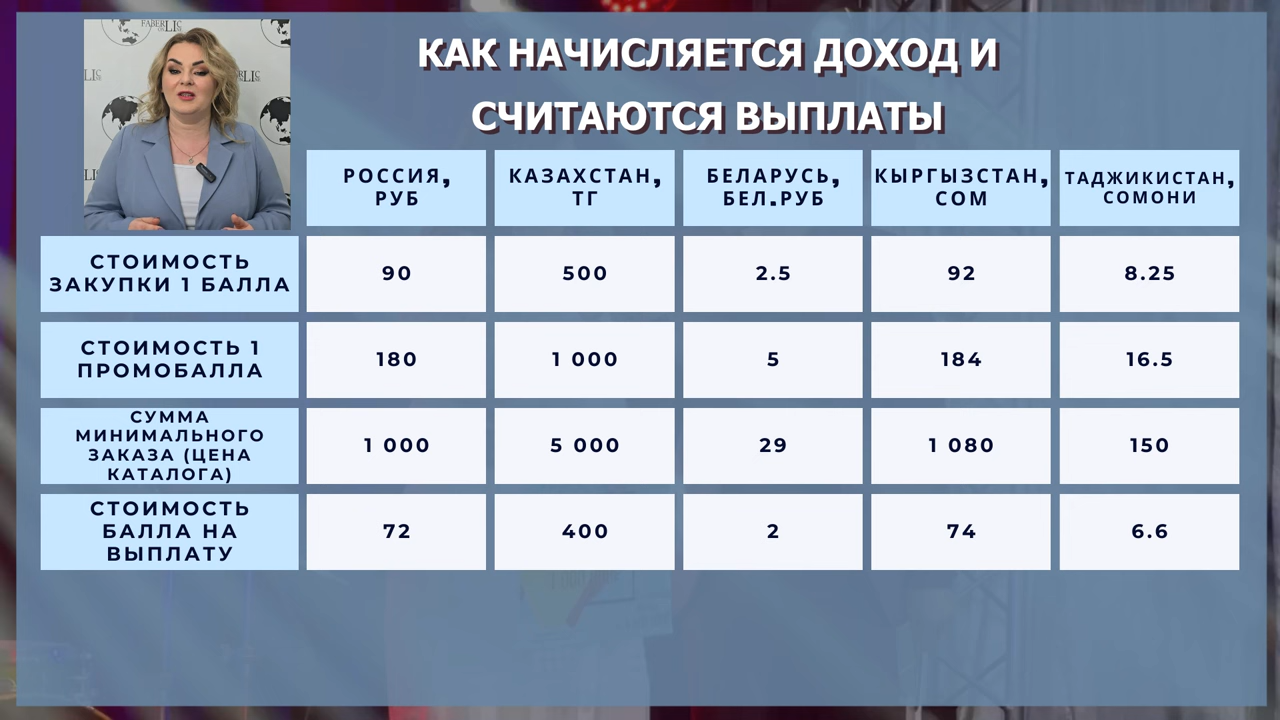 FABERLIC
LIC
RLIC
КАК НАЧИСЛЯЕТСЯ ДОХОД И
СЧИТАЮТСЯ ВЫПЛАТЫ
РОССИЯ,
РУБ
КАЗАХСТАН,
ТГ
БЕЛАРУСЬ,
БЕЛ.РУБ
КЫРГЫЗСТАН,
СОМ
ТАДЖИКИСТАН,
СОМОНИ
СТОИМОСТЬ
ЗАКУПКИ 1 БАЛЛА
90
500
2.5
92
8.25
СТОИМОСТЬ 1
ПРОМОБАЛЛА
180
1 000
5
184
16.5
СУММА
МИНИМАЛЬНОГО
ЗАКАЗА (ЦЕНА
КАТАЛОГА)
1 000
5 000
29
1 080
150
СТОИМОСТЬ
БАЛЛА НА
ВЫПЛАТУ
72
400
2
74
6.6